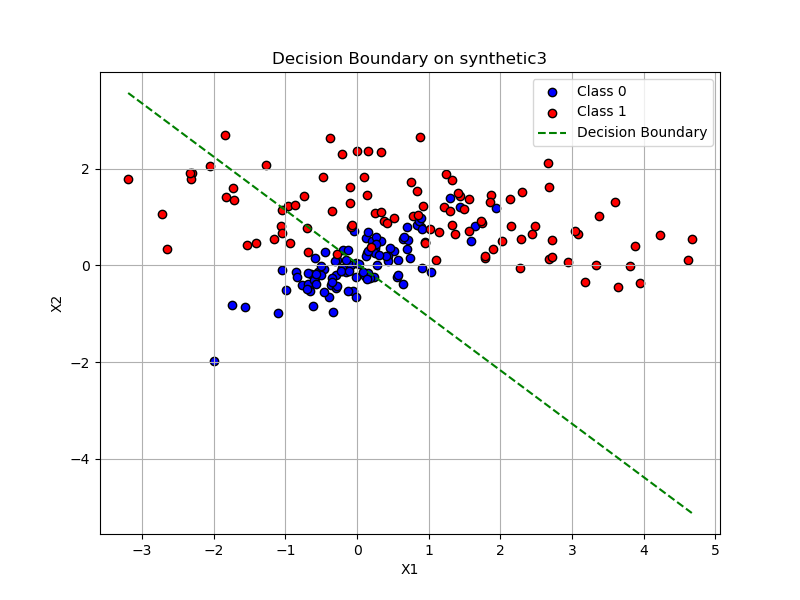 Decision Boundary on synthetic3
Class 0
Class 1
Decision Boundary
X2
2
0
−2
−4
−3
−2
−1
0
1
2
3
4
5
X1